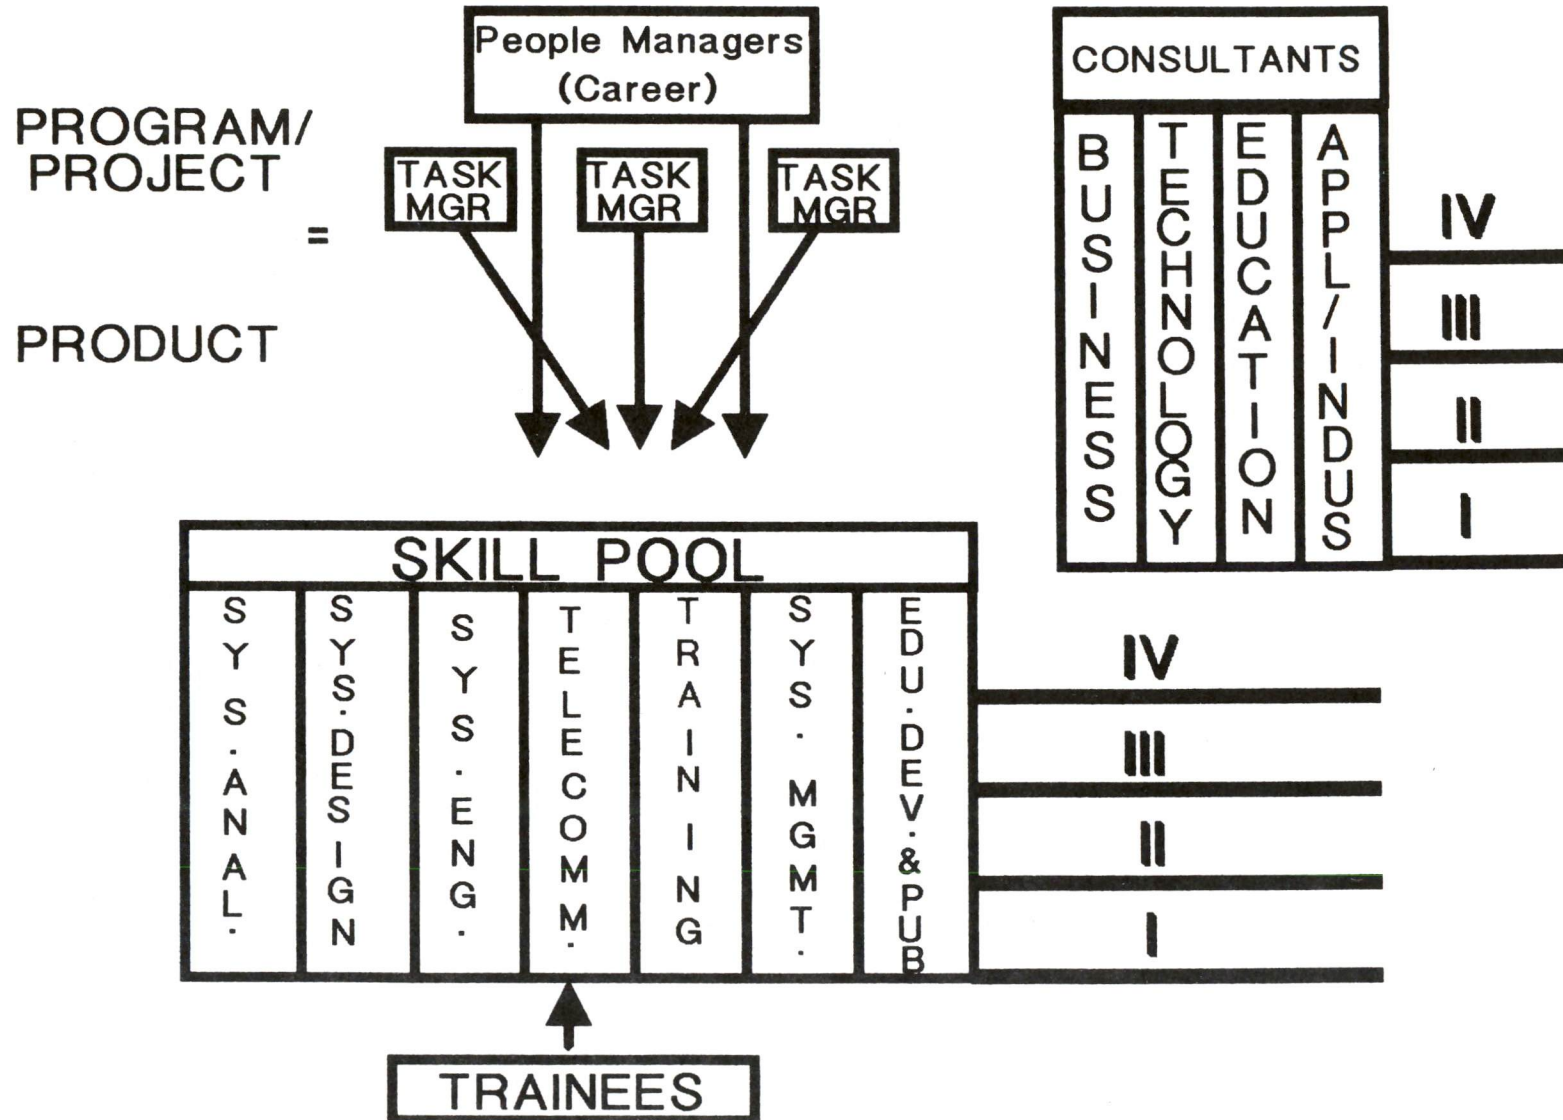 People Managers
(Career)
PROGRAM/
PROJECT
=
PRODUCT
TASK
MGR
TASK
MGR
TASK
MGR
CONSULTANTS
BUSINESS
TECHNOLOGY
EDUCATION
APPL/INDUS
IV
III
II
I
SKILL POOL
SYS.ANAL.
SYS.DESIGN
SYS.ENG.
TELECOMM.
TRAINING
SYS. MGMT.
EDU.DEV.&PUB
IV
III
II
I
TRAINEES